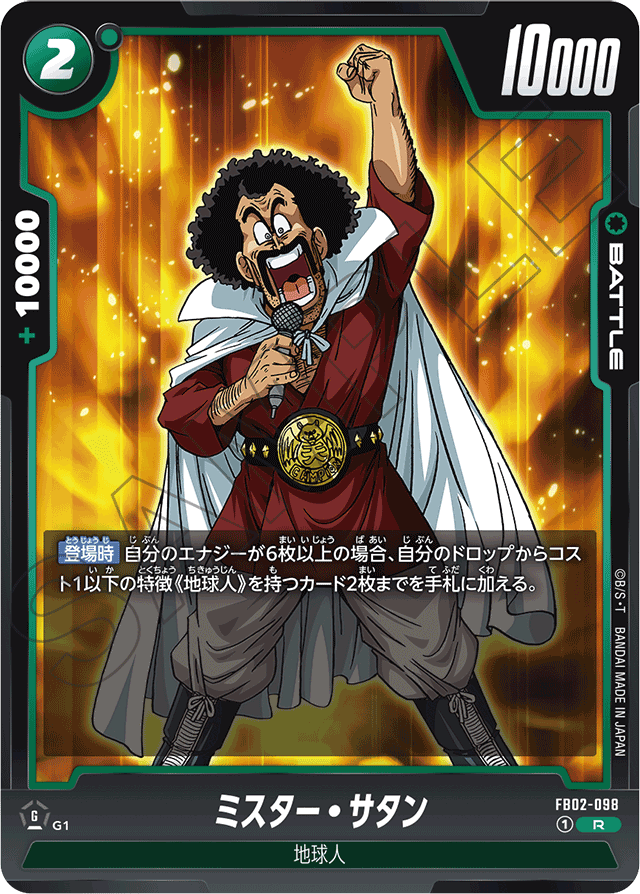 2
10000
+10000
BATTLE
SAMPLE
CHAMPION
登場時 自分のエナジーが6枚以上の場合、自分のドロップからコス
ト1以下の特徴《地球人》を持つカード2枚までを手札に加える。
©B/S・T BANDAI MADE IN JAPAN
G
G1
ミスター・サタン
FB02-098
1 R
地球人